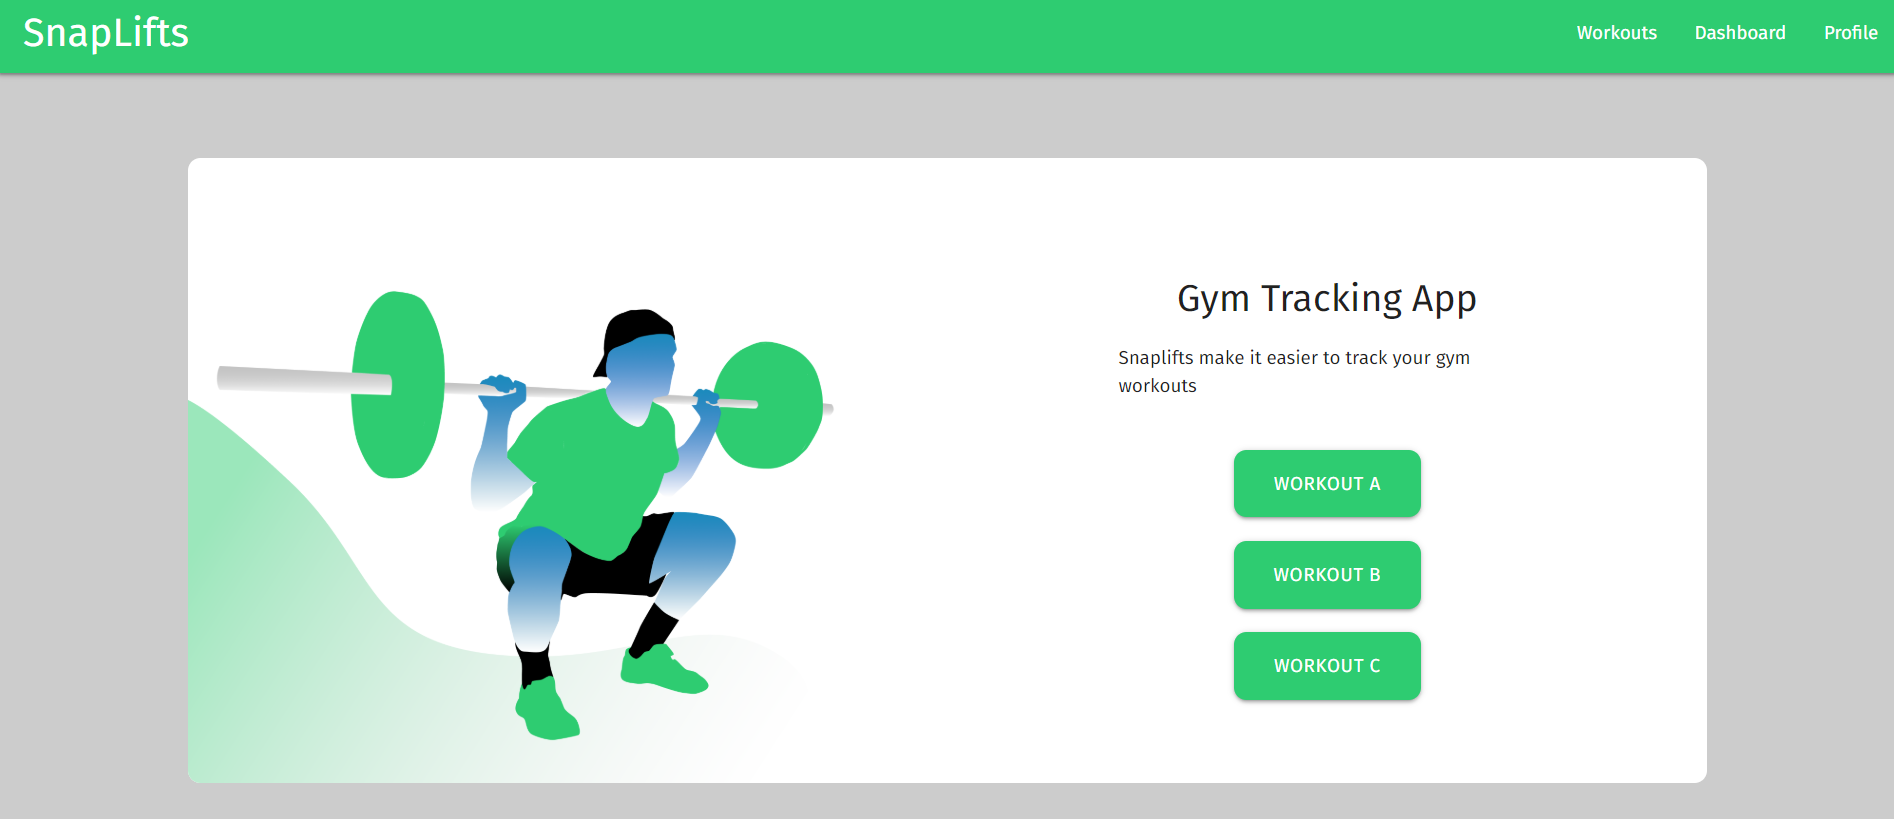 SnapLifts
Workouts Dashboard Profile
Gym Tracking App
Snaplifts make it easier to track your gym
workouts
WORKOUT A
WORKOUT B
WORKOUT C